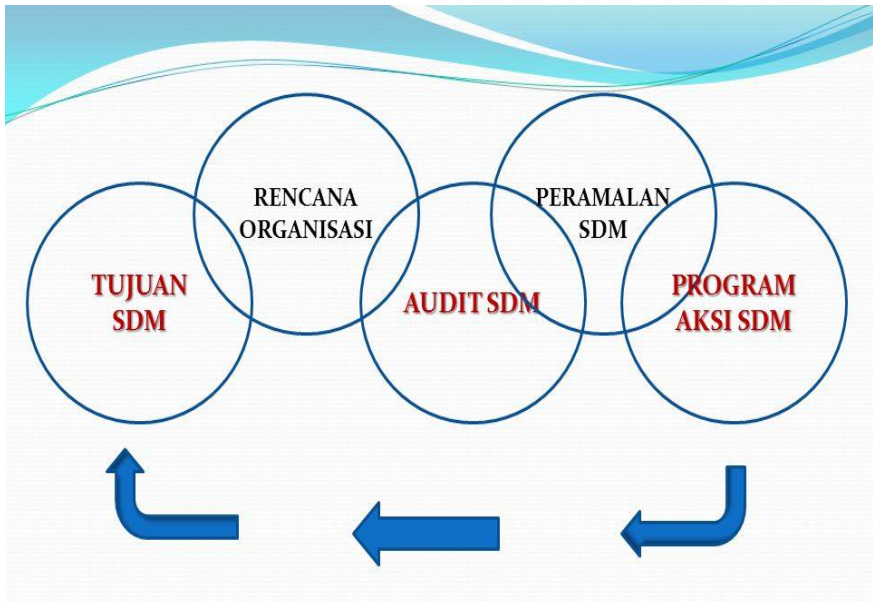 TUJUAN
SDM
RENCANA
ORGANISASI
AUDIT SDM
PERAMALAN
SDM
PROGRAM
AKSI SDM